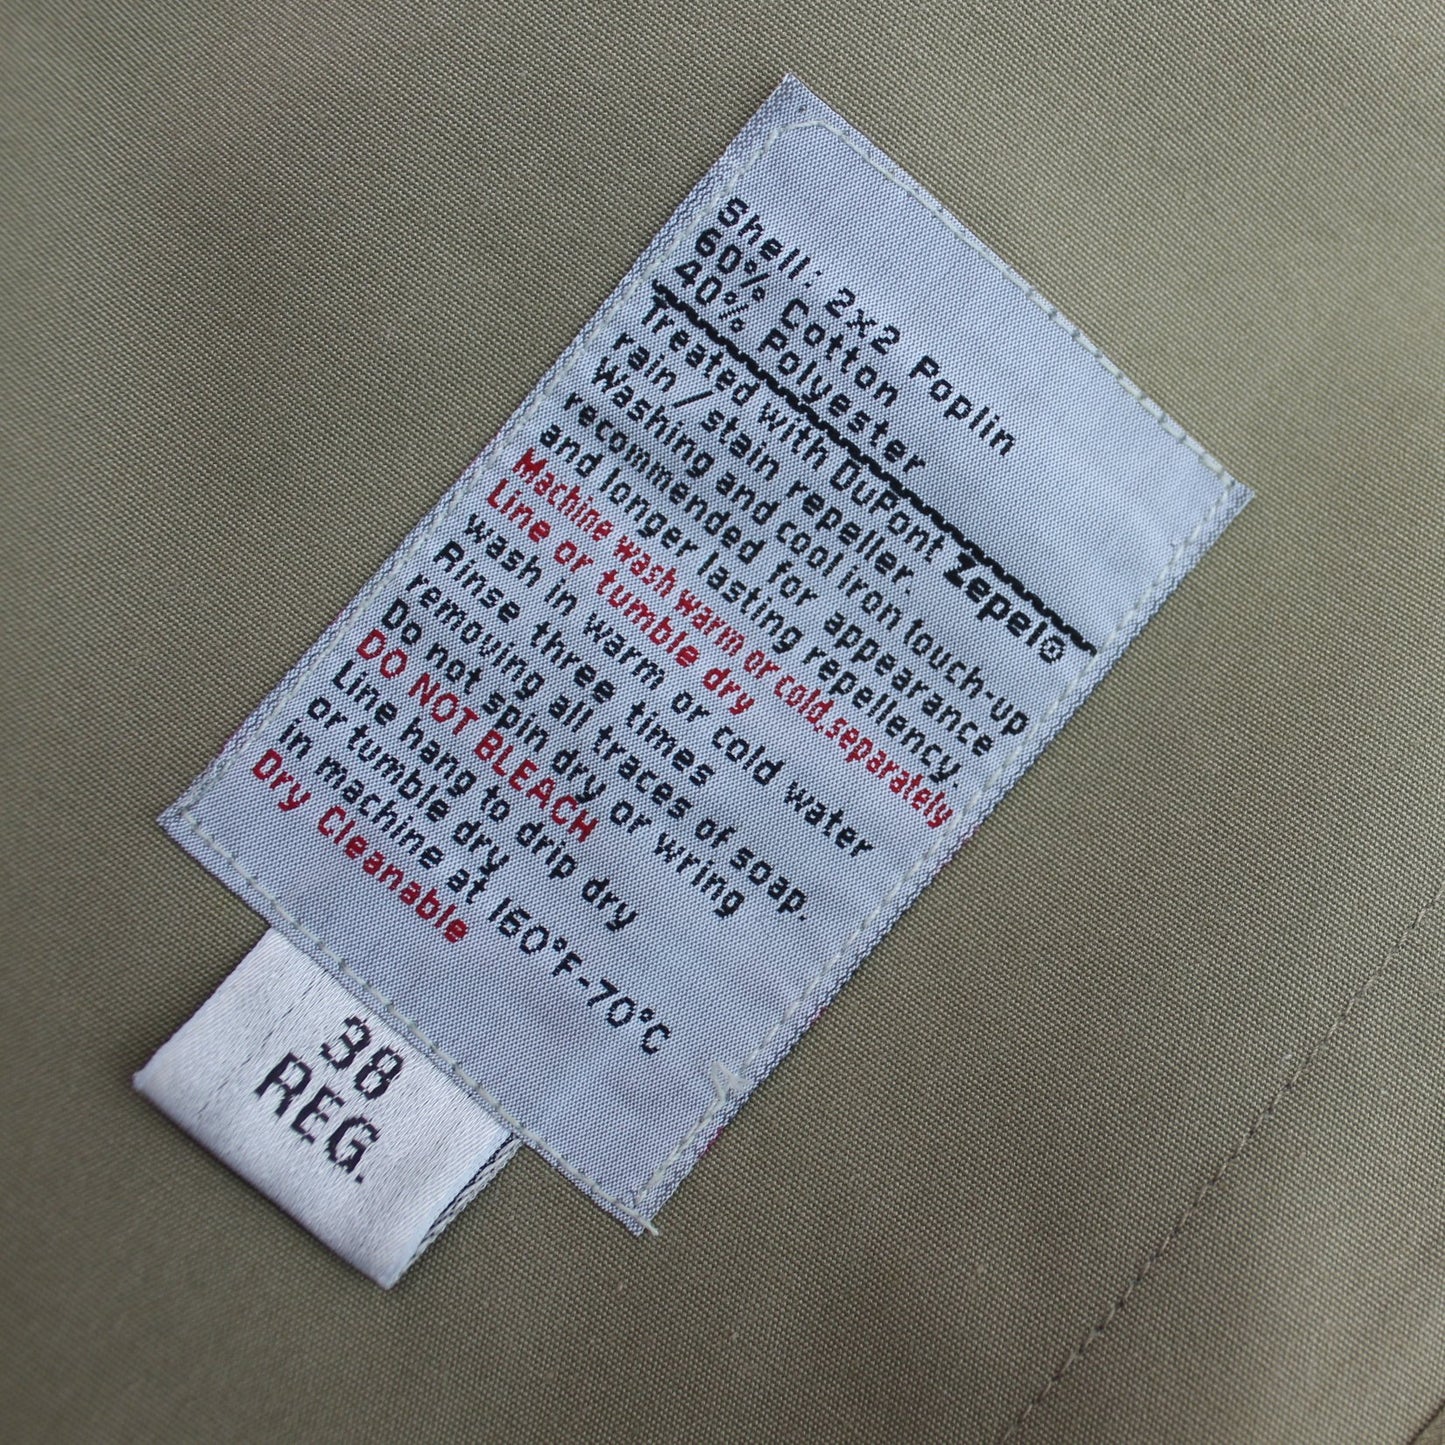 Shell: 2x2 Poplin
60% Cotton
40% Polyester
Treated with DuPont Zepel®
rain/stain repeller.
Washing and cool iron touch-up
recommended for appearance
and longer lasting repellency.
Machine wash warm or cold,separately
Line or tumble dry
wash in warm or cold water
Rinse three times
removing all traces of soap.
Do not spin dry or wring
DO NOT BLEACH
Line hang to drip dry
or tumble dry
in machine at 160°F-70°C
Dry Cleanable
38
REG.